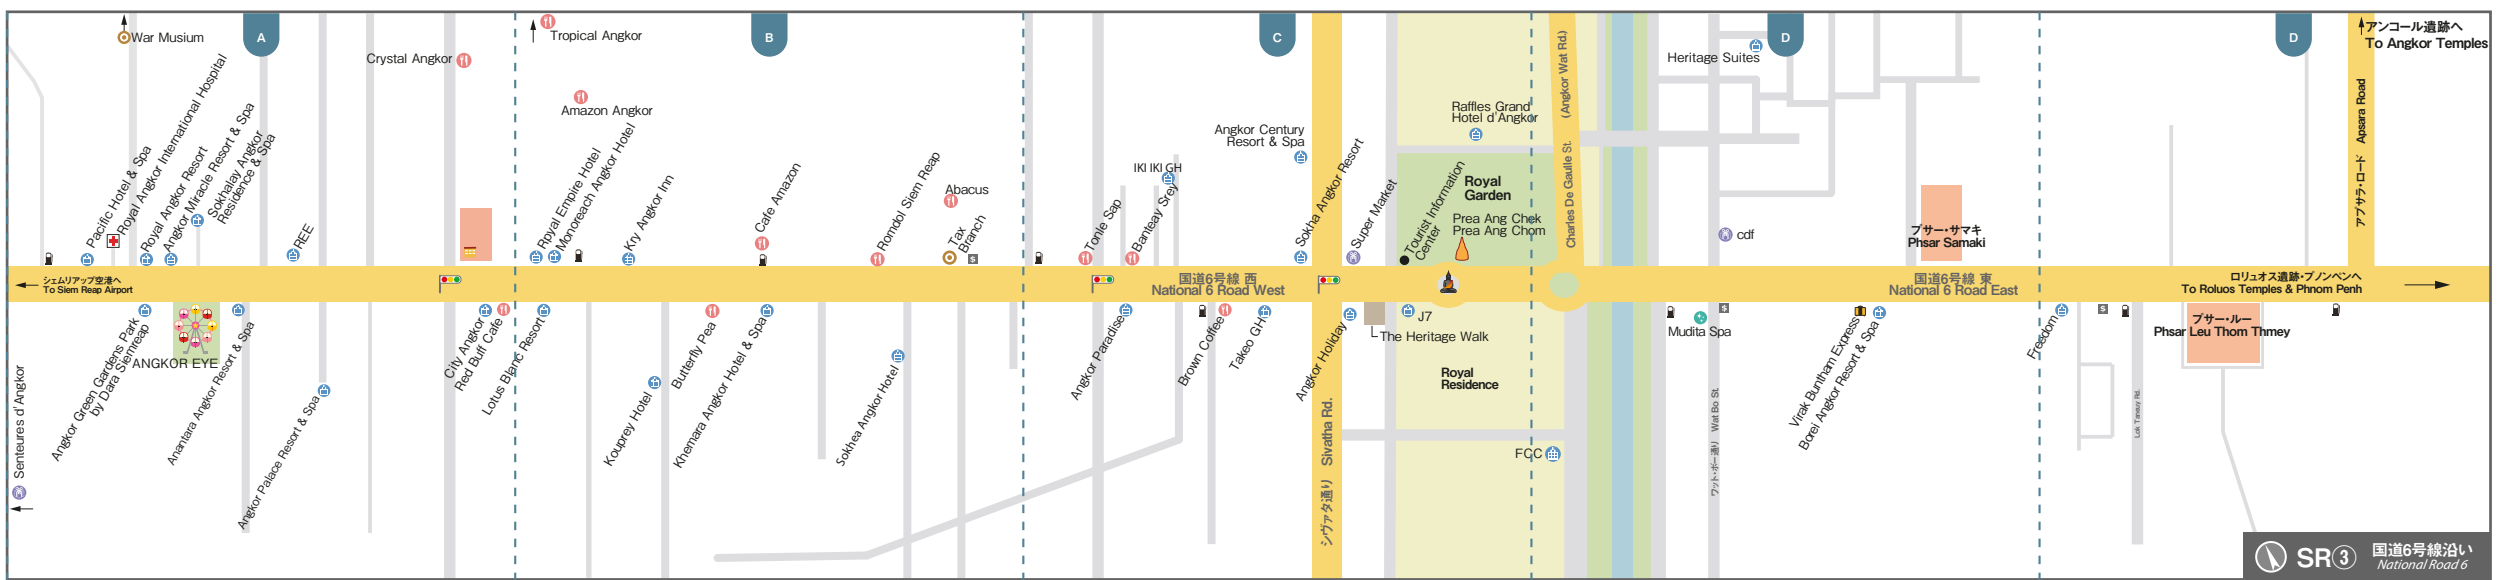 War Musium
A
Tropical Angkor
B
C
D
D
アンコール遺跡へ
To Angkor Temples
Crystal Angkor
Amazon Angkor
Heritage Suites
Raffles Grand
Hotel d'Angkor
Angkor Century
Resort & Spa
Charles De Gaulle St.
(Angkor Wat Rd.)
アプサラ・ロード Apsara Road
Pacific Hotel & Spa
Royal Angkor International Hospital
Royal Angkor Resort
Angkor Miracle Resort & Spa
Sokhalay Angkor
Residence & Spa
REE
Rpyal Empire Hotel
Monoreach Angkor Hotel
Kry Angkor Inn
Cafe Amazon
Romdol Siem Reap
Abacus
Tax
Branch
$
Tonle Sap
Banteay Srey
IKI IKI GH
Sokha Angkor Resort
Super Market
Tourist Information
Center
Royal
Garden
Prea Ang Chek
Prea Ang Chom
cdf
プサー・サマキ
Phsar Samaki
シェムリアップ空港へ
To Siem Reap Airport
国道6号線 西
National 6 Road West
国道6号線 東
National 6 Road East
ロリュオス遺跡・プノンペンへ
To Roluos Temples & Phnom Penh
Senteures d'Angkor
Angkor Green Gardens Park
by Dara Siemreap
ANGKOR EYE
Anantara Angkor Resort & Spa
Angkor Palace Resort & Spa
City Angkor
Red Buff Cafe
Lotus Blanc Resort
Kouprey Hotel
Butterfly Pea
Khemara Angkor Hotel & Spa
Sokhea Angkor Hotel
Angkor Paradise
Brown Coffee
Takeo GH
Angkor Holiday
シヴァタ通り Sivatha Rd.
The Heritage Walk
J7
Royal
Residence
FCC
Mudita Spa
$
ワット・ボー通り Wat Bo St.
Virak Buntham Express
Borei Angkor Resort & Spa
Freedom
$
Lok Taneuy Rd.
プサー・ルー
Phsar Leu Thom Thmey
SR③
国道6号線沿い
National Road 6